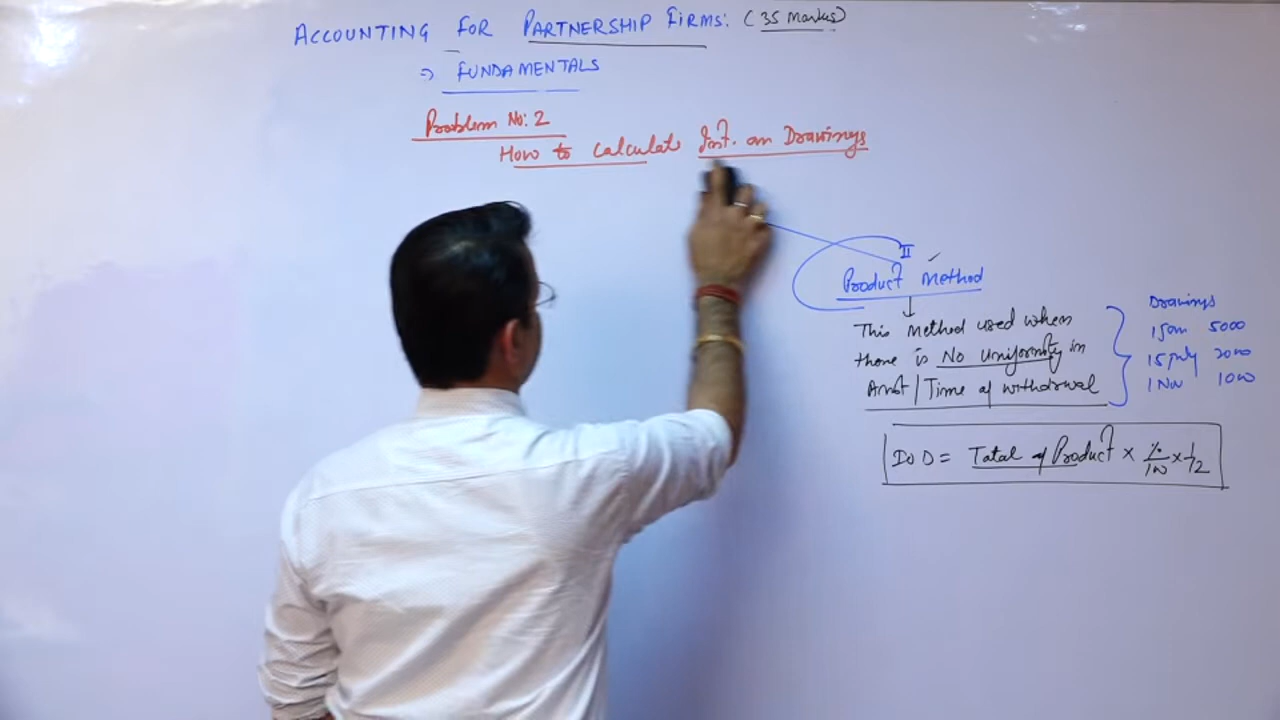 ACCOUNTING FOR PARTNERSHIP FIRMS: (35 Marks)
⇒ FUNDAMENTALS
Problem No: 2
How to calculate Int. on Drawings
II
Product Method
↓
This Method used when
there is No Uniformity in
Amt / Time of withdrawal
Drawings
1 Jan 5000
15 July 2000
1 Nov 1000
IoD = Total of Product × %/100 × 1/12